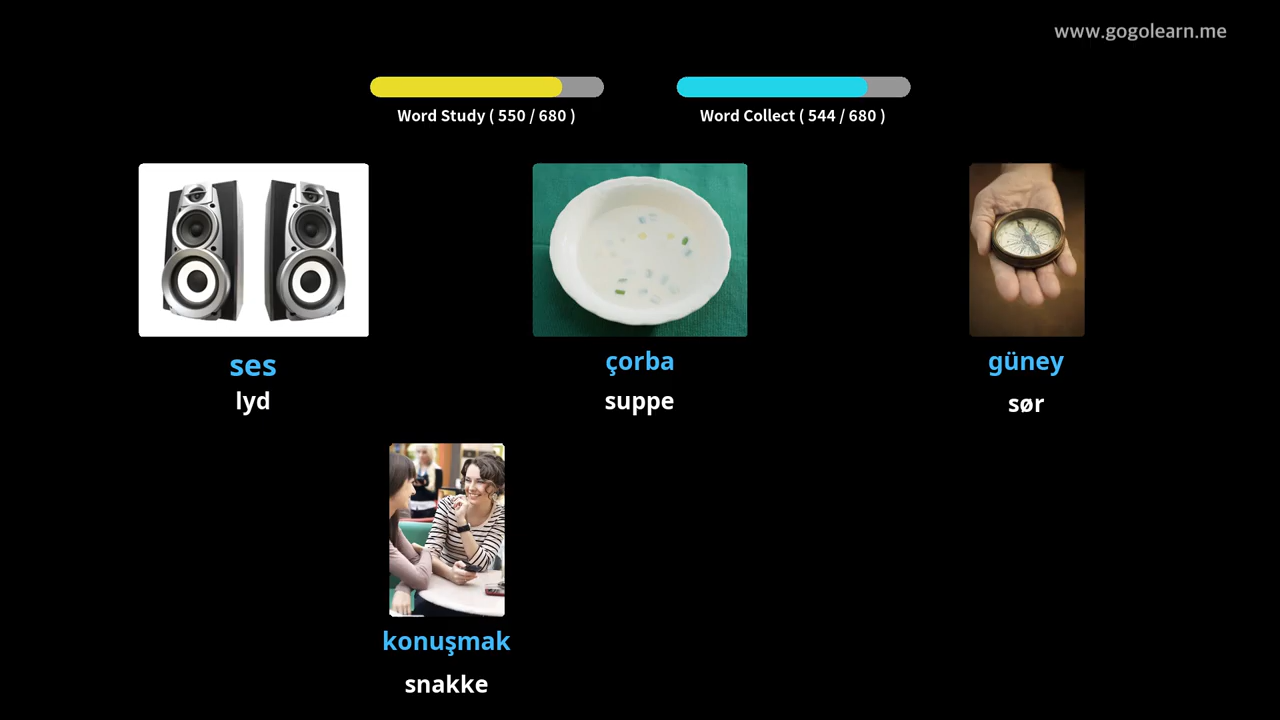 www.gogolearn.me
Word Study ( 550 / 680 )
Word Collect ( 544 / 680 )
ses
lyd
çorba
suppe
güney
sør
konuşmak
snakke